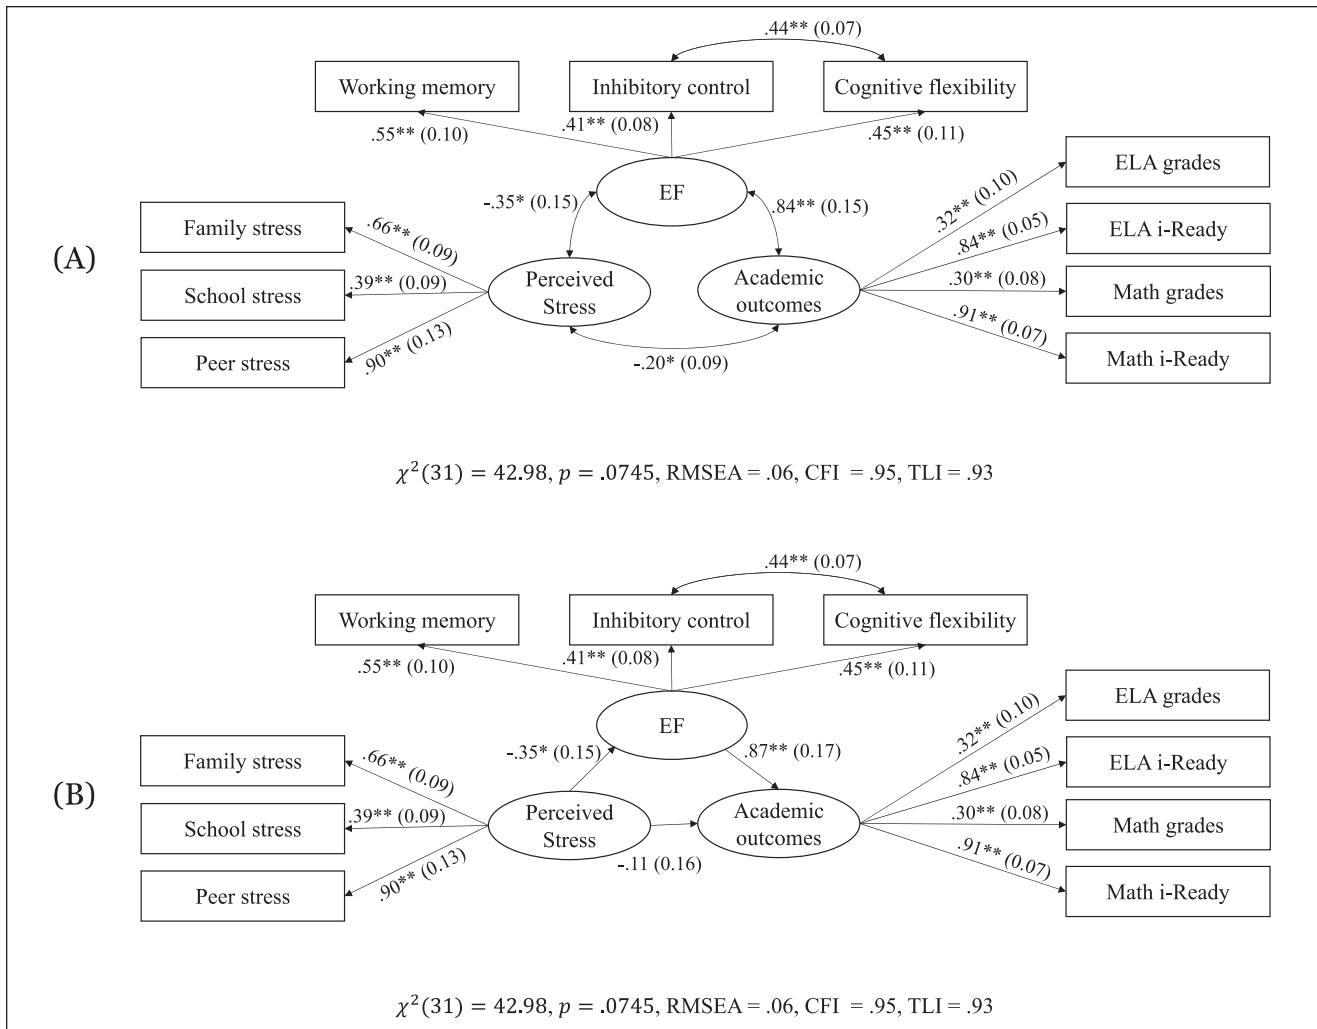 .44** (0.07)
Working memory
Inhibitory control
Cognitive flexibility
.55** (0.10)
.41** (0.08)
.45** (0.11)
ELA grades
EF
-.35* (0.15)
.84** (0.15)
.32** (0.10)
Family stress
.66** (0.09)
ELA i-Ready
.84** (0.05)
(A)
School stress
.39** (0.09)
Perceived
Stress
Academic
outcomes
.30** (0.08)
Math grades
Peer stress
.90** (0.13)
.91** (0.07)
Math i-Ready
-.20* (0.09)
χ²(31) = 42.98, p = .0745, RMSEA = .06, CFI = .95, TLI = .93
.44** (0.07)
Working memory
Inhibitory control
Cognitive flexibility
.55** (0.10)
.41** (0.08)
.45** (0.11)
ELA grades
EF
-.35* (0.15)
.87** (0.17)
.32** (0.10)
Family stress
.66** (0.09)
ELA i-Ready
.84** (0.05)
(B)
School stress
.39** (0.09)
Perceived
Stress
Academic
outcomes
.30** (0.08)
Math grades
-.11 (0.16)
Peer stress
.90** (0.13)
.91** (0.07)
Math i-Ready
χ²(31) = 42.98, p = .0745, RMSEA = .06, CFI = .95, TLI = .93